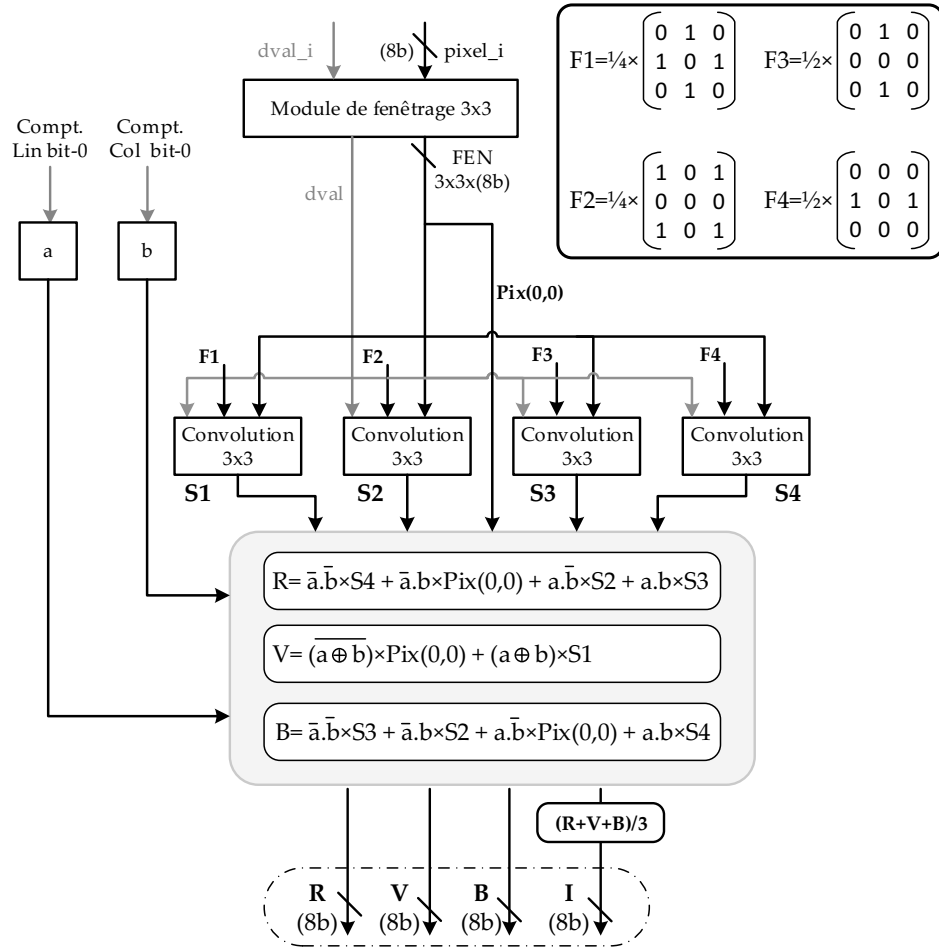 dval_i
(8b)
pixel_i
Module de fenêtrage 3x3
F1=¼×
0 1 0
1 0 1
0 1 0
F3=½×
0 1 0
0 0 0
0 1 0
F2=¼×
1 0 1
0 0 0
1 0 1
F4=½×
0 0 0
1 0 1
0 0 0
Compt.
Lin bit-0
Compt.
Col bit-0
a
b
dval
FEN
3x3x(8b)
Pix(0,0)
F1
F2
F3
F4
Convolution
3x3
Convolution
3x3
Convolution
3x3
Convolution
3x3
S1
S2
S3
S4
R= a̅.b̅×S4 + a̅.b×Pix(0,0) + a.b̅×S2 + a.b×S3
V= (a̅ ⊕̅ b̅)×Pix(0,0) + (a ⊕ b)×S1
B= a̅.b̅×S3 + a̅.b×S2 + a.b̅×Pix(0,0) + a.b×S4
(R+V+B)/3
R
(8b)
V
(8b)
B
(8b)
I
(8b)